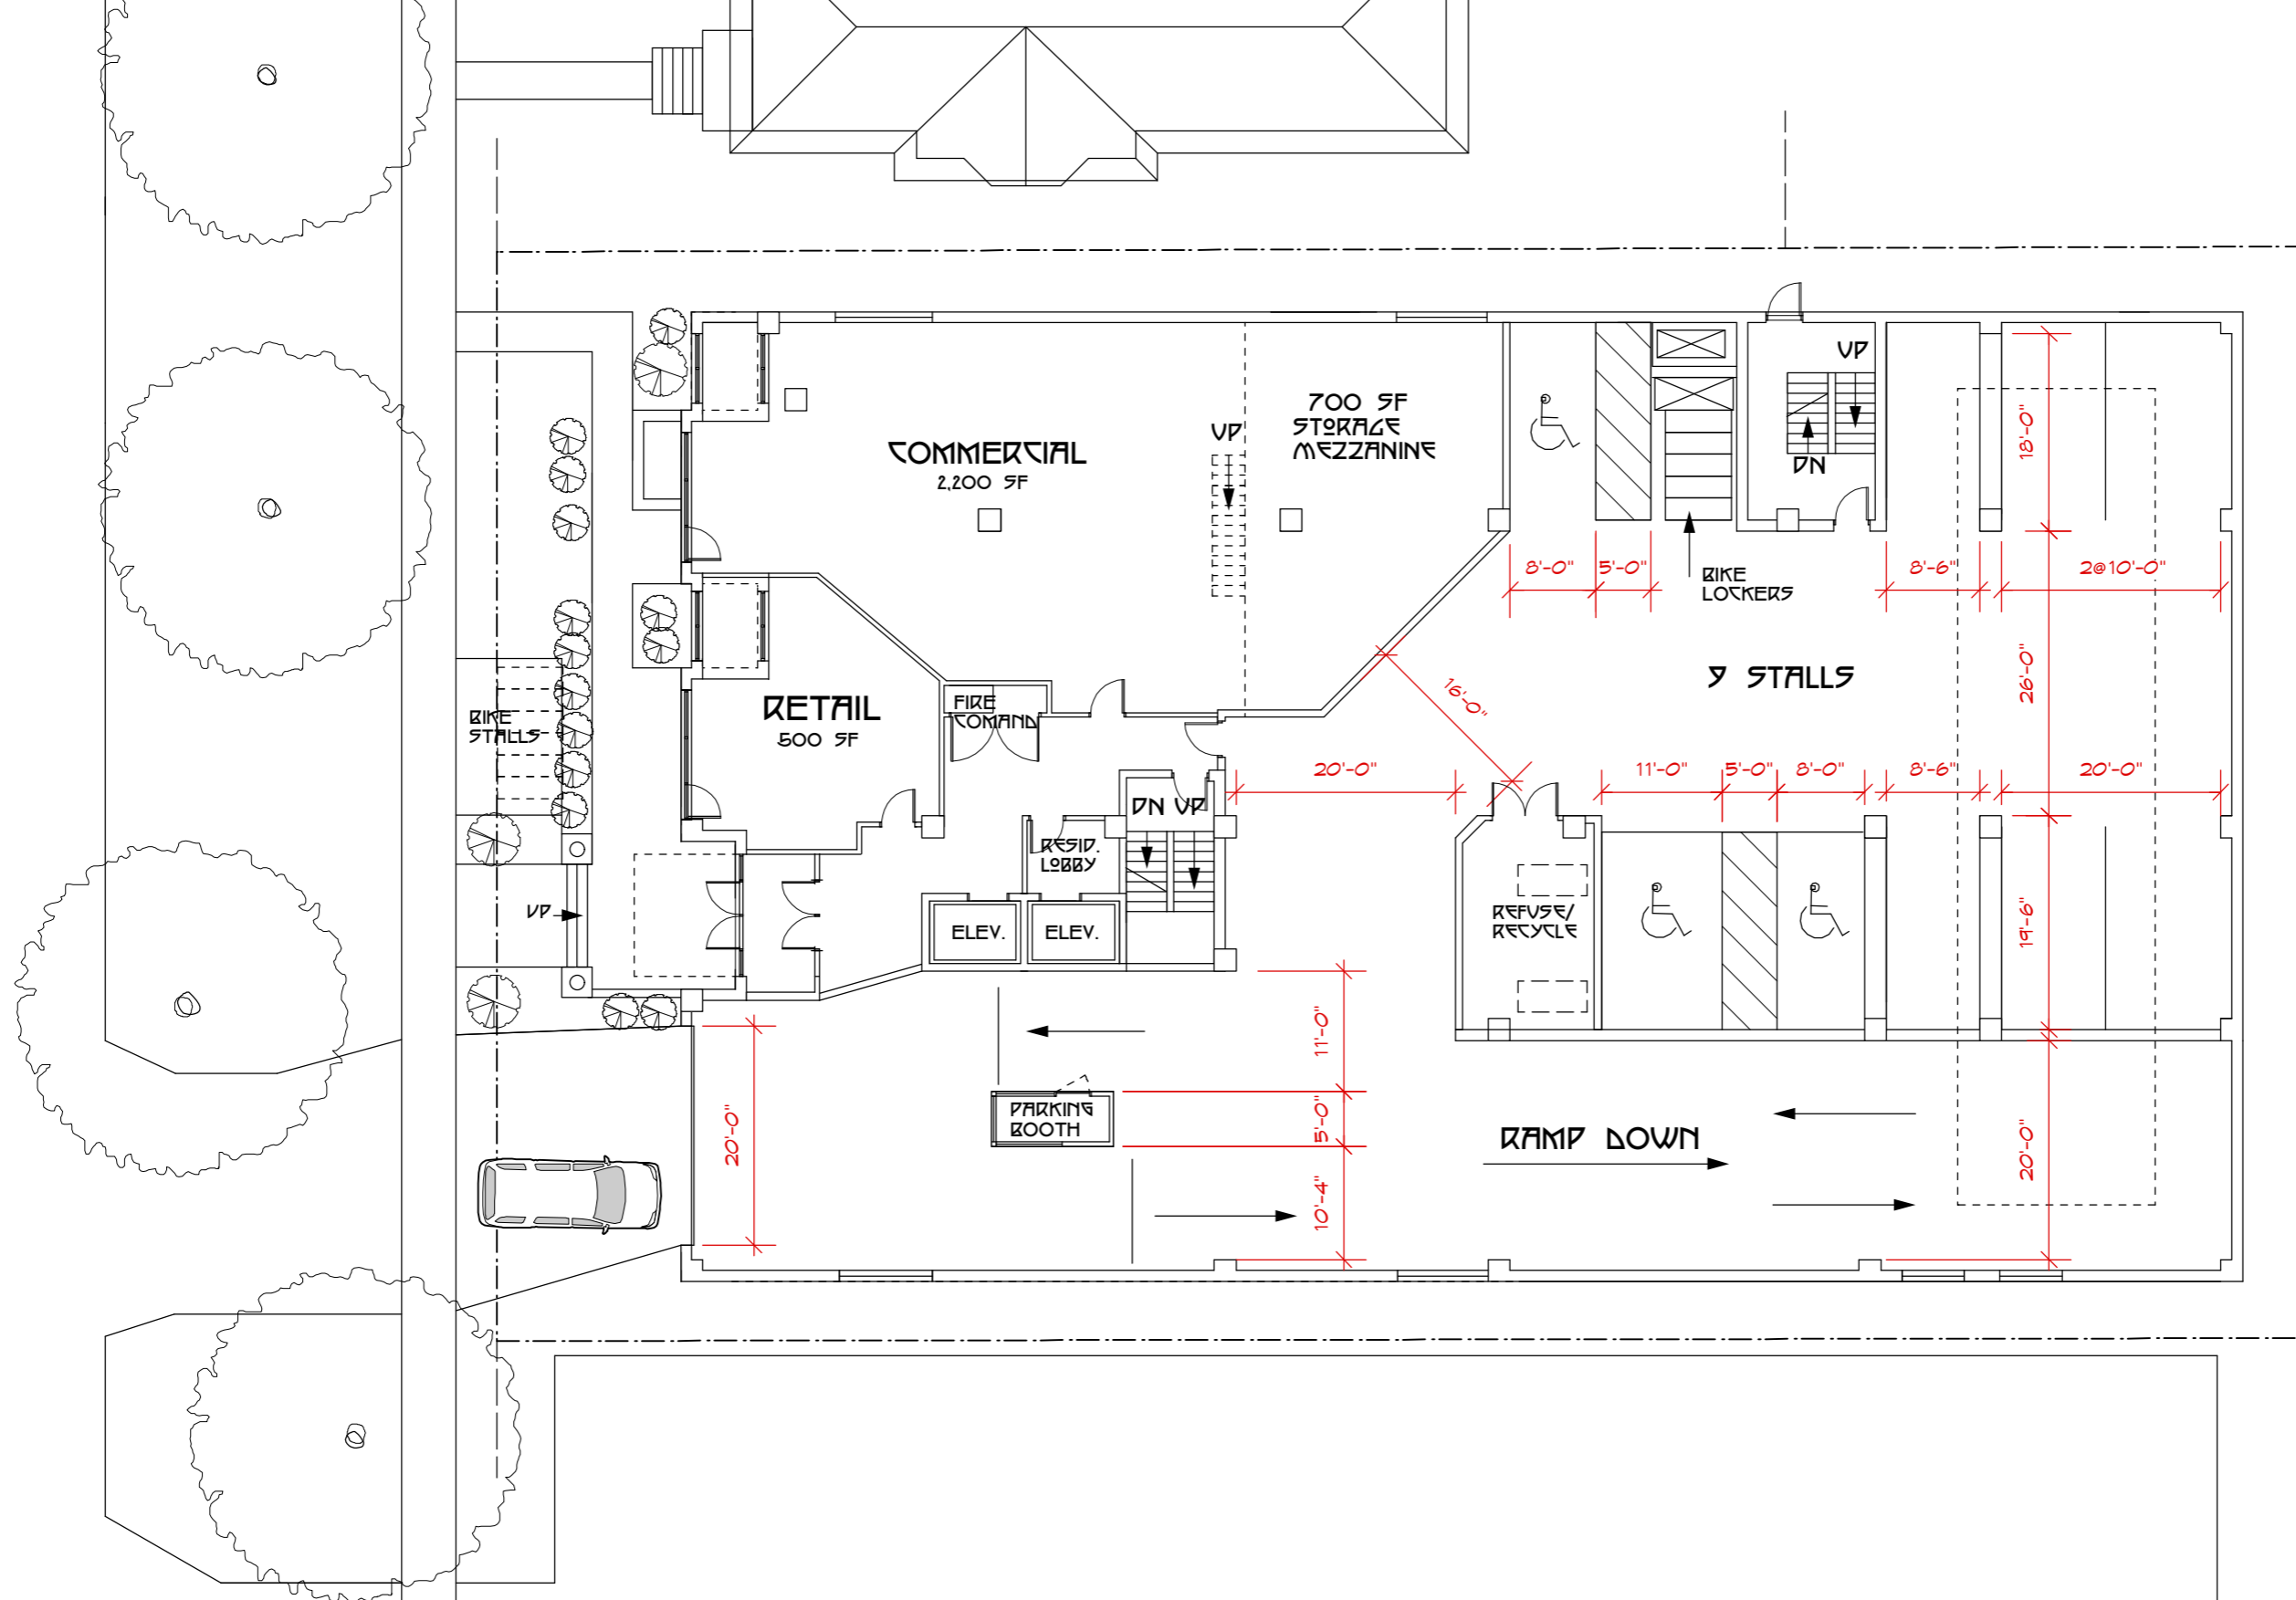 UP
700 SF
STORAGE
MEZZANINE
UP
COMMERCIAL
2,200 SF
DN
18'-0"
8'-0"
5'-0"
BIKE
LOCKERS
8'-6"
2@10'-0"
9 STALLS
26'-0"
16'-0"
RETAIL
500 SF
FIRE
COMAND
BIKE
STALLS
20'-0"
11'-0"
5'-0"
8'-0"
8'-6"
20'-0"
DN UP
RESID.
LOBBY
UP
ELEV.
ELEV.
REFUSE/
RECYCLE
19'-6"
11'-0"
PARKING
BOOTH
5'-0"
20'-0"
RAMP DOWN
20'-0"
10'-4"